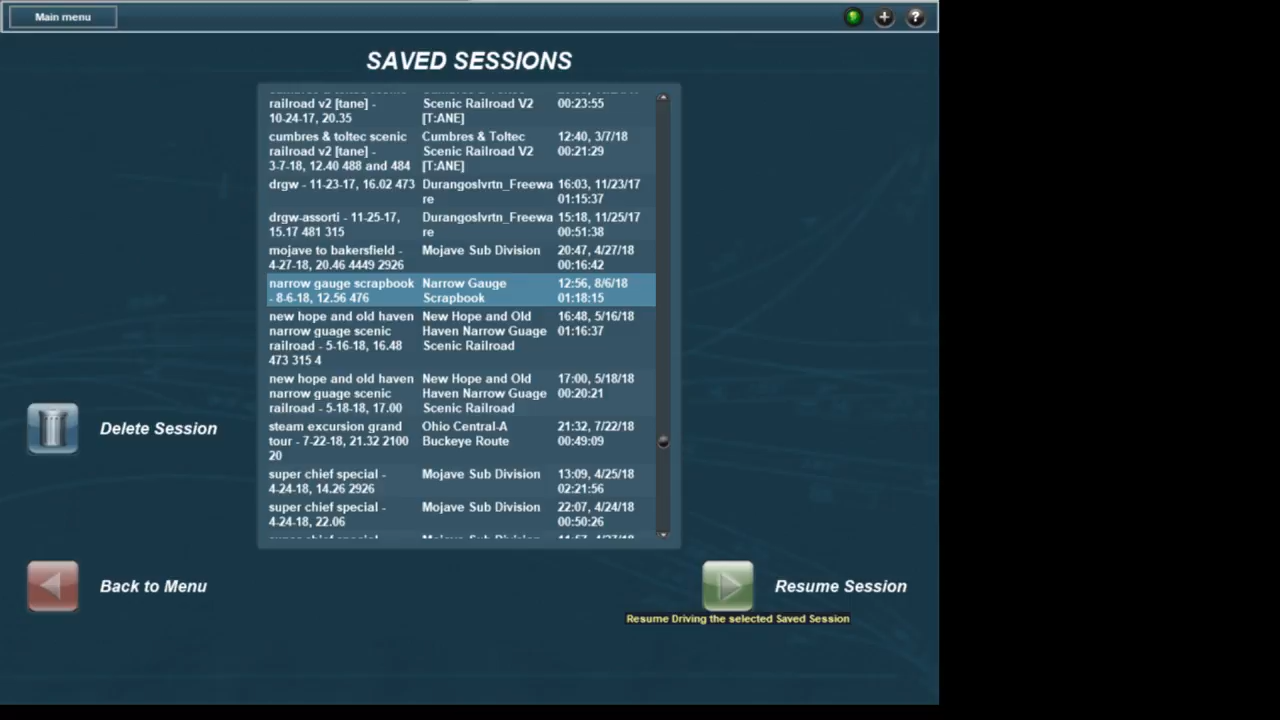 Main menu
SAVED SESSIONS
railroad v2 [tane] - Scenic Railroad V2 00:23:55
10-24-17, 20.35 [T:ANE]
cumbres & toltec scenic Cumbres & Toltec 12:40, 3/7/18
railroad v2 [tane] - Scenic Railroad V2 00:21:29
3-7-18, 12.40 488 and 484 [T:ANE]
drgw - 11-23-17, 16.02 473 Durangoslvrtn_Freewa 16:03, 11/23/17
re 01:15:37
drgw-assorti - 11-25-17, Durangoslvrtn_Freewa 15:18, 11/25/17
15.17 481 315 re 00:51:38
mojave to bakersfield - Mojave Sub Division 20:47, 4/27/18
4-27-18, 20.46 4449 2926 00:16:42
narrow gauge scrapbook Narrow Gauge 12:56, 8/6/18
- 8-6-18, 12.56 476 Scrapbook 01:18:15
new hope and old haven New Hope and Old 16:48, 5/16/18
narrow guage scenic Haven Narrow Guage 01:16:37
railroad - 5-16-18, 16.48 Scenic Railroad
473 315 4
new hope and old haven New Hope and Old 17:00, 5/18/18
narrow guage scenic Haven Narrow Guage 00:20:21
railroad - 5-18-18, 17.00 Scenic Railroad
steam excursion grand Ohio Central-A 21:32, 7/22/18
tour - 7-22-18, 21.32 2100 Buckeye Route 00:49:09
20
super chief special - Mojave Sub Division 13:09, 4/25/18
4-24-18, 14.26 2926 02:21:56
super chief special - Mojave Sub Division 22:07, 4/24/18
4-24-18, 22.06 00:50:26
Delete Session
Back to Menu
Resume Session
Resume Driving the selected Saved Session